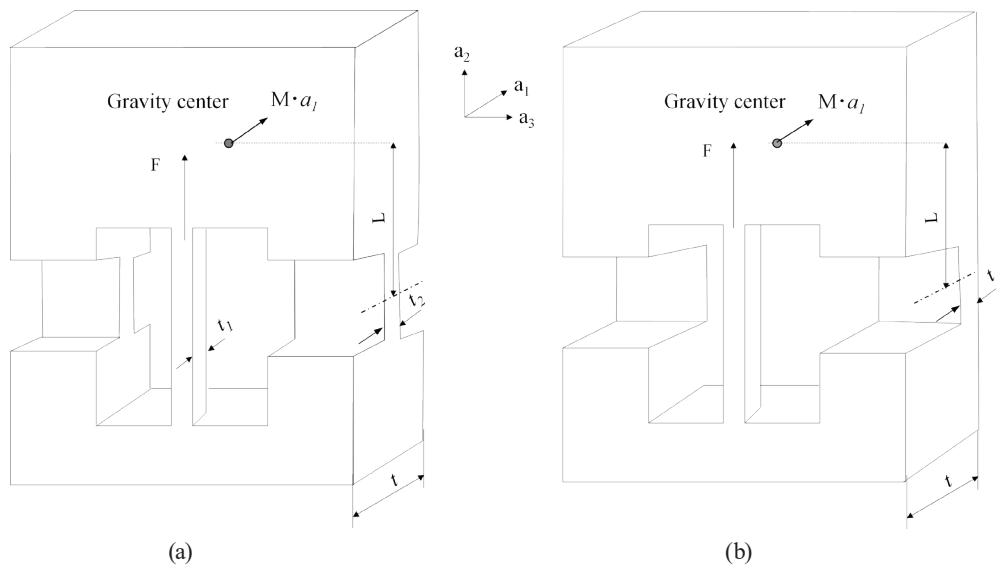 a₂
a₁
a₃
Gravity center
M·a₁
F
L
t₁
t₂
t
(a)
Gravity center
M·a₁
F
L
t
t
(b)